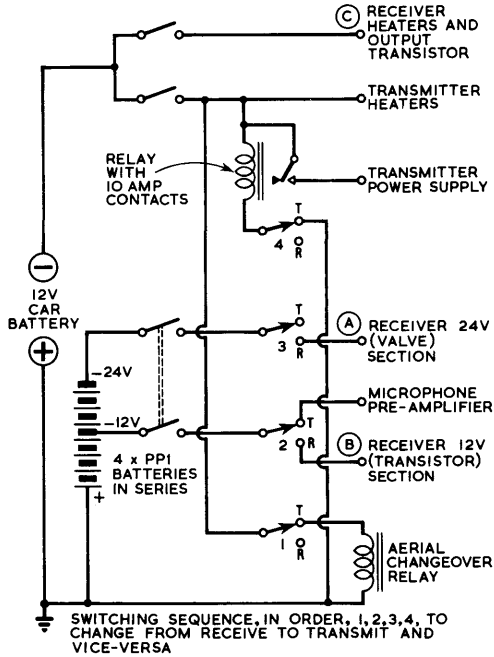 C RECEIVER
HEATERS AND
OUTPUT
TRANSISTOR
TRANSMITTER
HEATERS
RELAY
WITH
10 AMP
CONTACTS
TRANSMITTER
POWER SUPPLY
T
4
R
−
12V
CAR
BATTERY
+
T
3
R
A RECEIVER 24V
(VALVE)
SECTION
−24V
MICROPHONE
PRE-AMPLIFIER
−12V
T
2
R
B RECEIVER 12V
(TRANSISTOR)
SECTION
4 x PP1
BATTERIES
IN SERIES
+
T
1
R
AERIAL
CHANGEOVER
RELAY
SWITCHING SEQUENCE, IN ORDER, 1,2,3,4, TO
CHANGE FROM RECEIVE TO TRANSMIT AND
VICE-VERSA